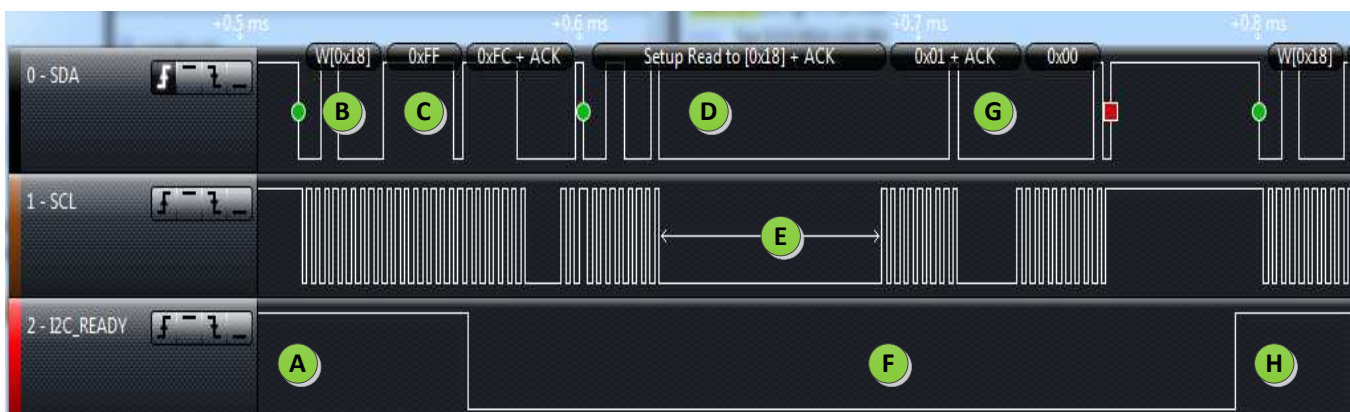 +0.5 ms +0.6 ms +0.7 ms +0.8 ms
W[0x18] 0xFF 0xFC + ACK Setup Read to [0x18] + ACK 0x01 + ACK 0x00 W[0x18]
0 - SDA
B C D G
1 - SCL
E
2 - I2C_READY
A F H